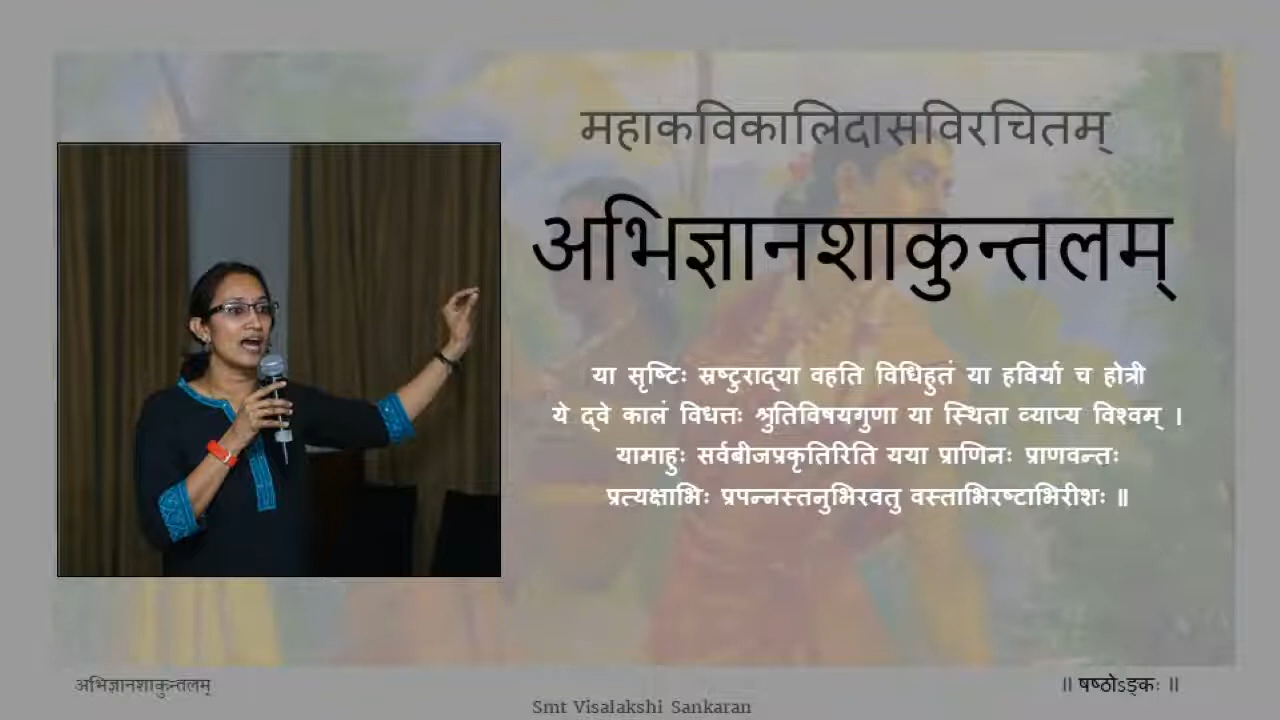 महाकविकालिदासविरचितम्
अभिज्ञानशाकुन्तलम्
या सृष्टिः स्रष्टुराद्या वहति विधिहुतं या हविर्या च होत्री
ये द्वे कालं विधत्तः श्रुतिविषयगुणा या स्थिता व्याप्य विश्वम् ।
यामाहुः सर्वबीजप्रकृतिरिति यया प्राणिनः प्राणवन्तः
प्रत्यक्षाभिः प्रपन्नस्तनुभिरवतु वस्ताभिरष्टाभिरीशः ॥
अभिज्ञानशाकुन्तलम्
Smt Visalakshi Sankaran
॥ षष्ठोऽङ्कः ॥